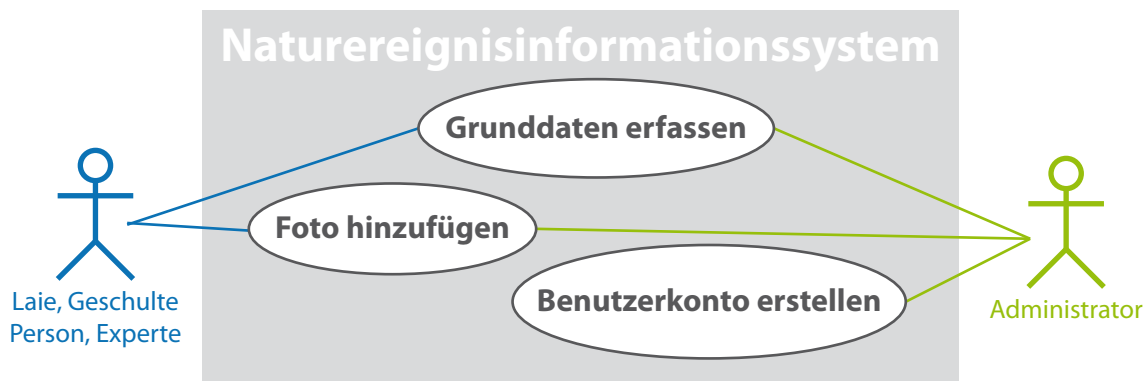 Naturereignisinformationssystem
Grunddaten erfassen
Foto hinzufügen
Benutzerkonto erstellen
Laie, Geschulte
Person, Experte
Administrator